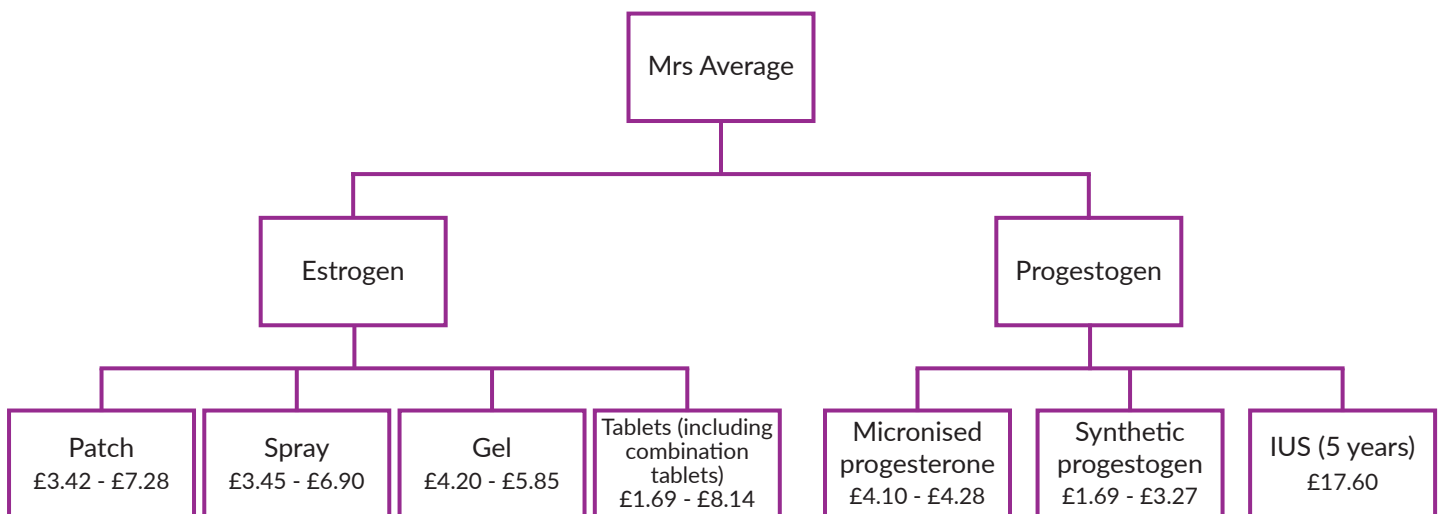 Mrs Average
Estrogen
Progestogen
Patch
£3.42 - £7.28
Spray
£3.45 - £6.90
Gel
£4.20 - £5.85
Tablets (including
combination
tablets)
£1.69 - £8.14
Micronised
progesterone
£4.10 - £4.28
Synthetic
progestogen
£1.69 - £3.27
IUS (5 years)
£17.60